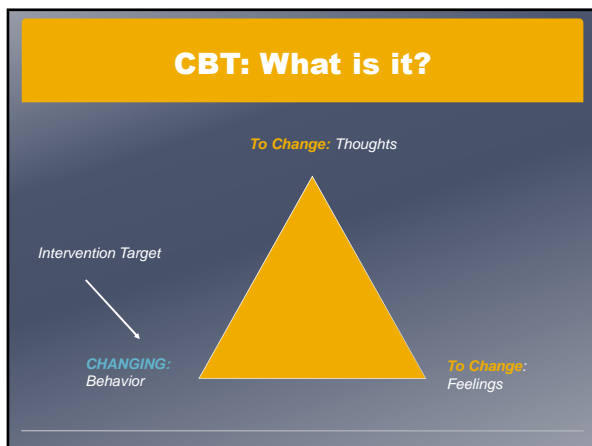 CBT: What is it?
To Change: Thoughts
Intervention Target
CHANGING:
Behavior
To Change:
Feelings